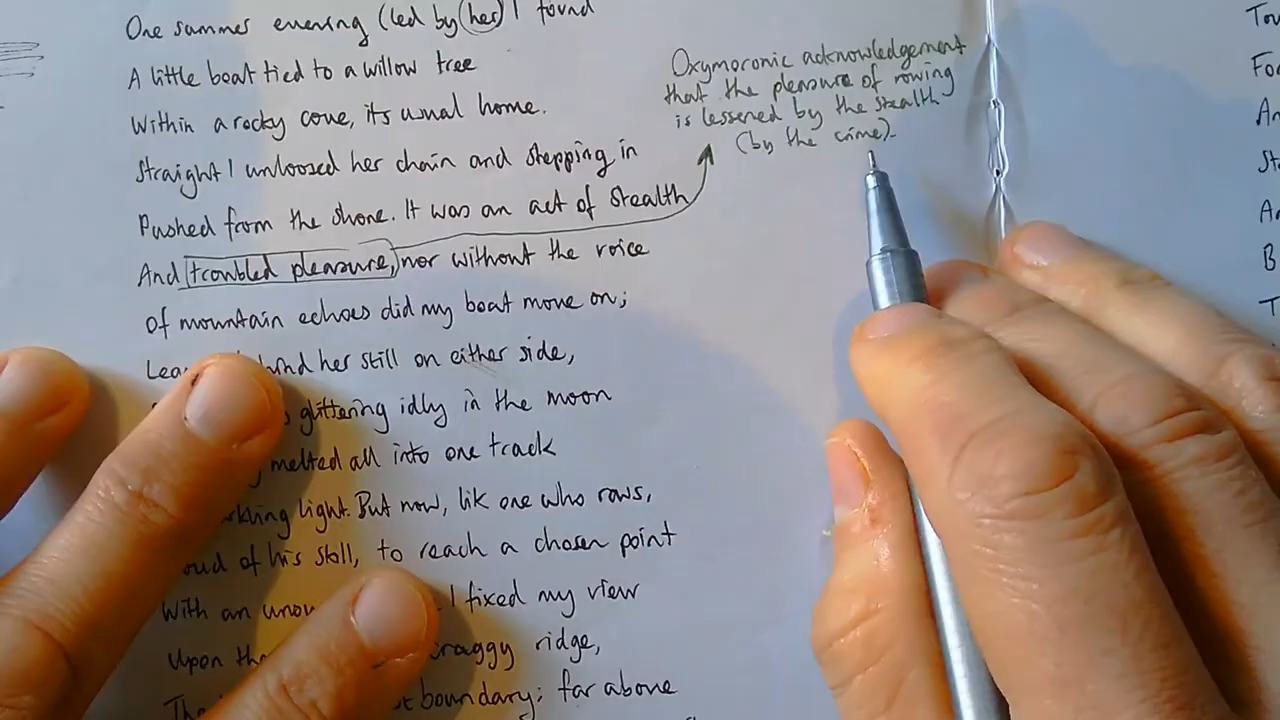 One summer evening (led by her) I found
A little boat tied to a willow tree
Within a rocky cove, its usual home.
Straight I unloosed her chain and stepping in
Pushed from the shore. It was an act of stealth
And troubled pleasure, nor without the voice
Of mountain echoes did my boat move on;
her still on either side,
glittering idly in the moon
melted all into one track
light. But now, lik one who rows,
of his skill, to reach a chosen point
With an I fixed my view
Upon craggy ridge,
boundary; far above
Oxymoronic acknowledgement
that the pleasure of rowing
is lessened by the stealth
(by the crime).
B
T